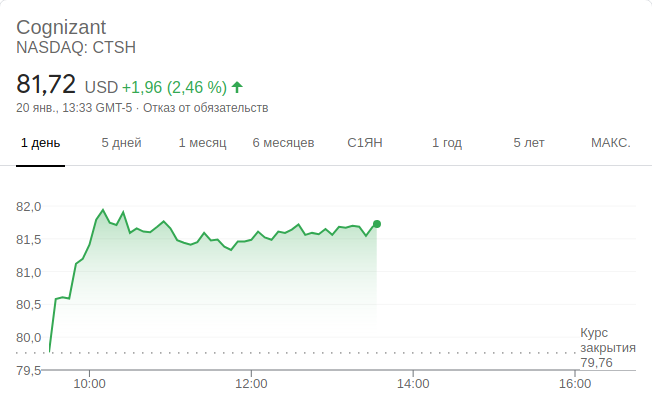 Cognizant
NASDAQ: CTSH
81,72 USD +1,96 (2,46 %)
20 янв., 13:33 GMT-5 · Отказ от обязательств
1 день 5 дней 1 месяц 6 месяцев С1ЯН 1 год 5 лет МАКС.
82,0
81,5
81,0
80,5
80,0
79,5
Курс
закрытия
79,76
10:00 12:00 14:00 16:00